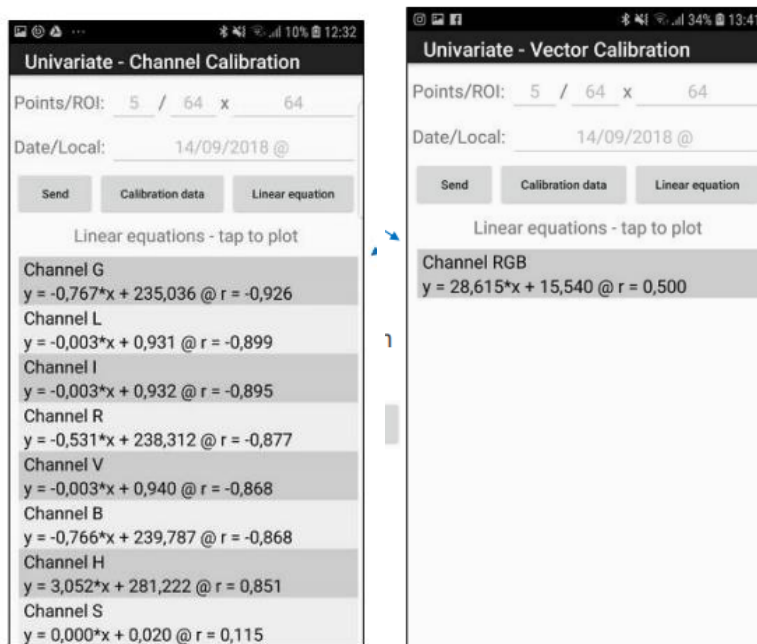 10% 12:32
Univariate - Channel Calibration
Points/ROI: 5 / 64 x 64
Date/Local: 14/09/2018 @
Send Calibration data Linear equation
Linear equations - tap to plot
Channel G
y = -0,767*x + 235,036 @ r = -0,926
Channel L
y = -0,003*x + 0,931 @ r = -0,899
Channel I
y = -0,003*x + 0,932 @ r = -0,895
Channel R
y = -0,531*x + 238,312 @ r = -0,877
Channel V
y = -0,003*x + 0,940 @ r = -0,868
Channel B
y = -0,766*x + 239,787 @ r = -0,868
Channel H
y = 3,052*x + 281,222 @ r = 0,851
Channel S
y = 0,000*x + 0,020 @ r = 0,115
n
34% 13:41
Univariate - Vector Calibration
Points/ROI: 5 / 64 x 64
Date/Local: 14/09/2018 @
Send Calibration data Linear equation
Linear equations - tap to plot
Channel RGB
y = 28,615*x + 15,540 @ r = 0,500